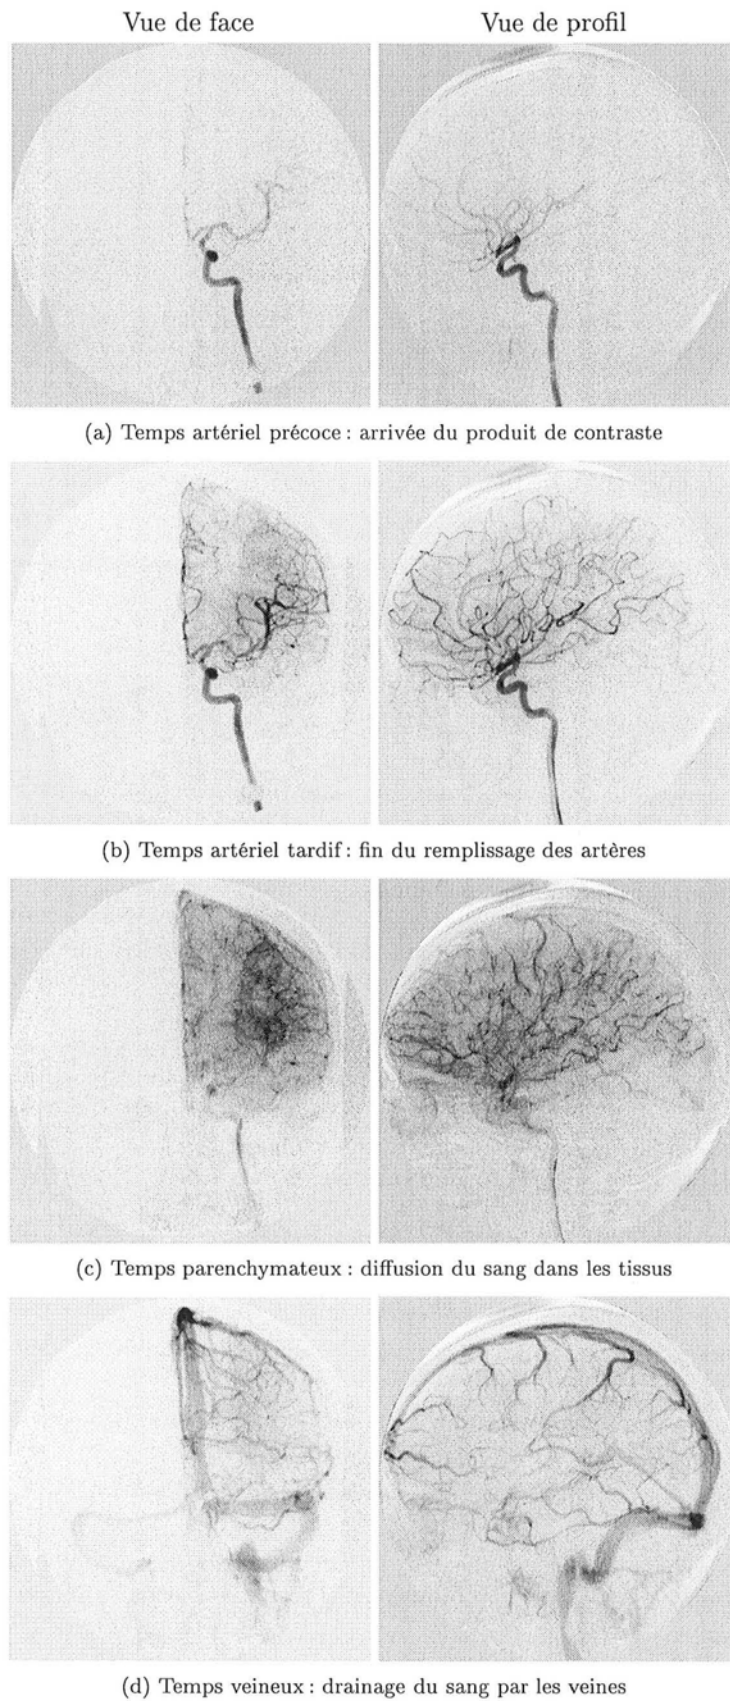 Vue de face Vue de profil
(a) Temps artériel précoce : arrivée du produit de contraste
(b) Temps artériel tardif : fin du remplissage des artères
(c) Temps parenchymateux : diffusion du sang dans les tissus
(d) Temps veineux : drainage du sang par les veines